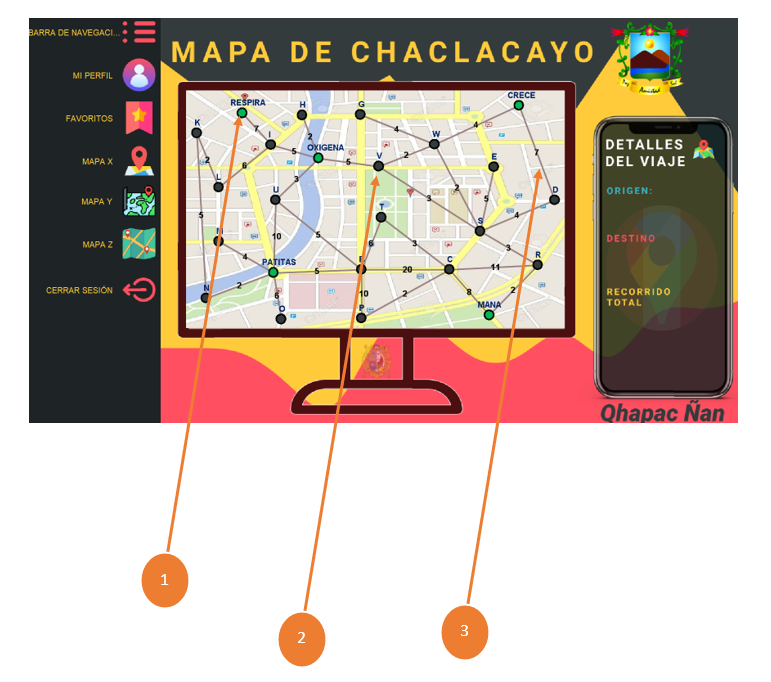 BARRA DE NAVEGACI...
MI PERFIL
FAVORITOS
MAPA X
MAPA Y
MAPA Z
CERRAR SESIÓN
MAPA DE CHACLACAYO
Amistad
RESPIRA
H
G
CRECE
K
7
I
2
4
W
4
OXIGENA
2
5
5
V
2
E
7
L
6
3
U
2
5
D
5
T
3
S
4
M
10
5
6
3
3
4
PATITAS
5
F
20
C
11
R
N
2
6
10
2
8
2
O
P
MANA
DETALLES
DEL VIAJE
ORIGEN:
DESTINO
RECORRIDO
TOTAL
Qhapac Ñan
1
2
3